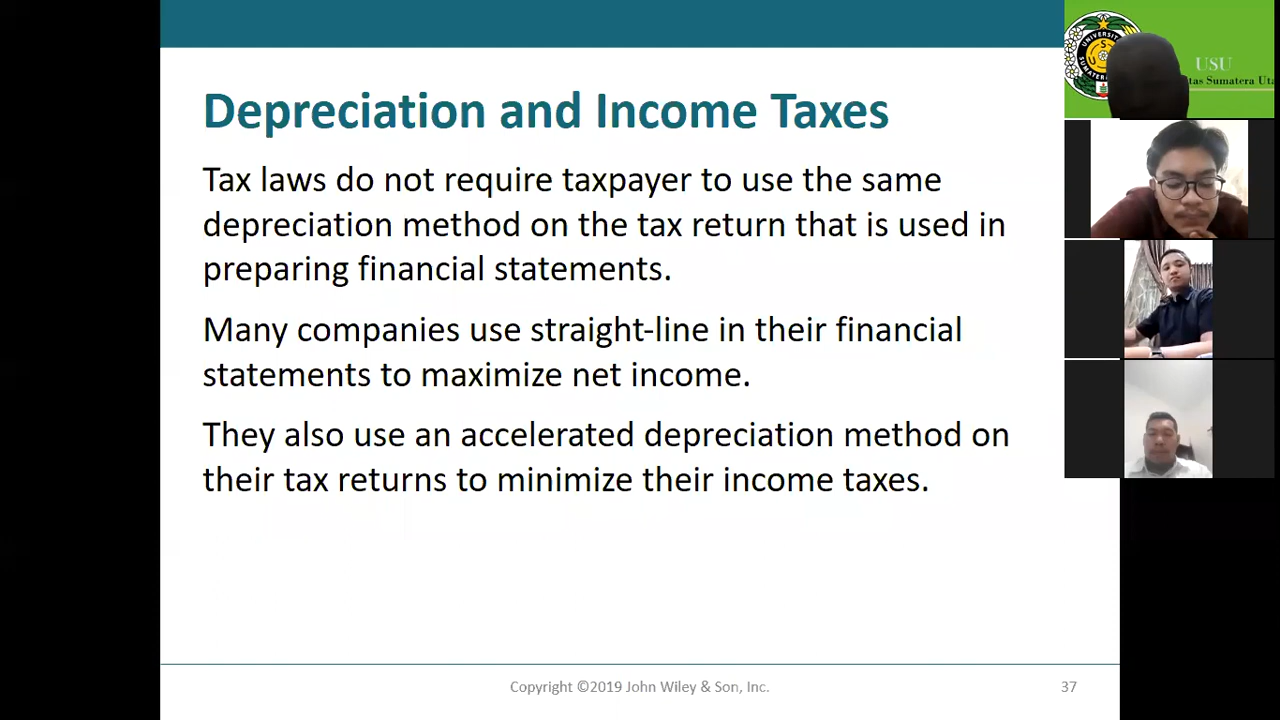 Depreciation and Income Taxes
Tax laws do not require taxpayer to use the same
depreciation method on the tax return that is used in
preparing financial statements.
Many companies use straight-line in their financial
statements to maximize net income.
They also use an accelerated depreciation method on
their tax returns to minimize their income taxes.
Copyright ©2019 John Wiley & Son, Inc.
37
USU
tas Sumatera Uta